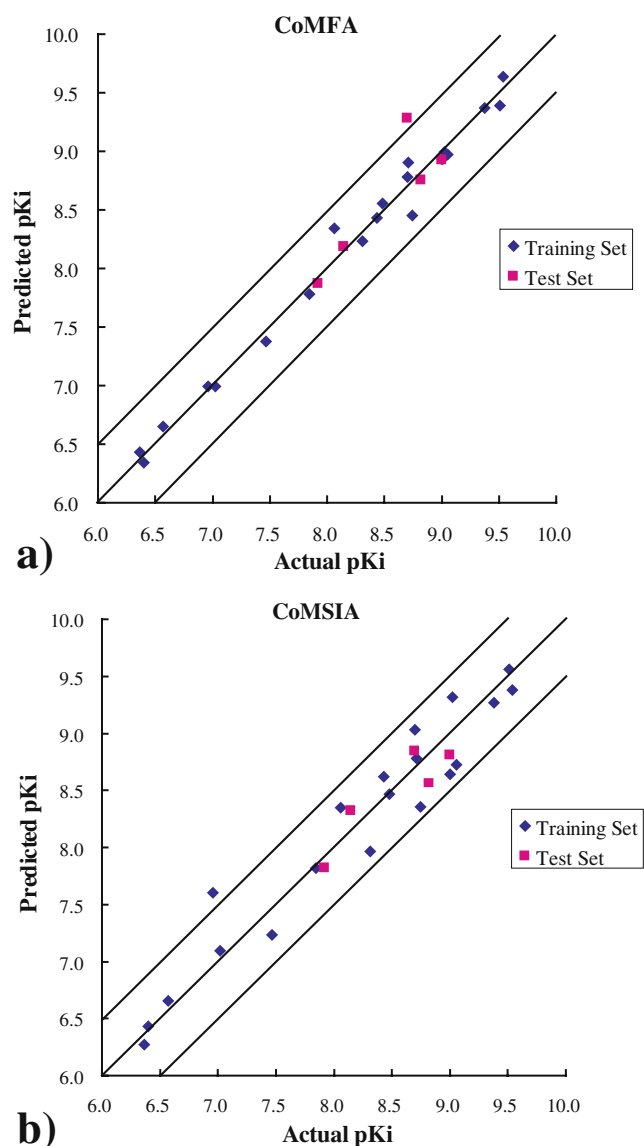 CoMFA
10.0
9.5
9.0
8.5
8.0
7.5
7.0
6.5
6.0
Predicted pKi
6.0 6.5 7.0 7.5 8.0 8.5 9.0 9.5 10.0
Actual pKi
Training Set
Test Set
a)
CoMSIA
10.0
9.5
9.0
8.5
8.0
7.5
7.0
6.5
6.0
Predicted pKi
6.0 6.5 7.0 7.5 8.0 8.5 9.0 9.5 10.0
Actual pKi
Training Set
Test Set
b)